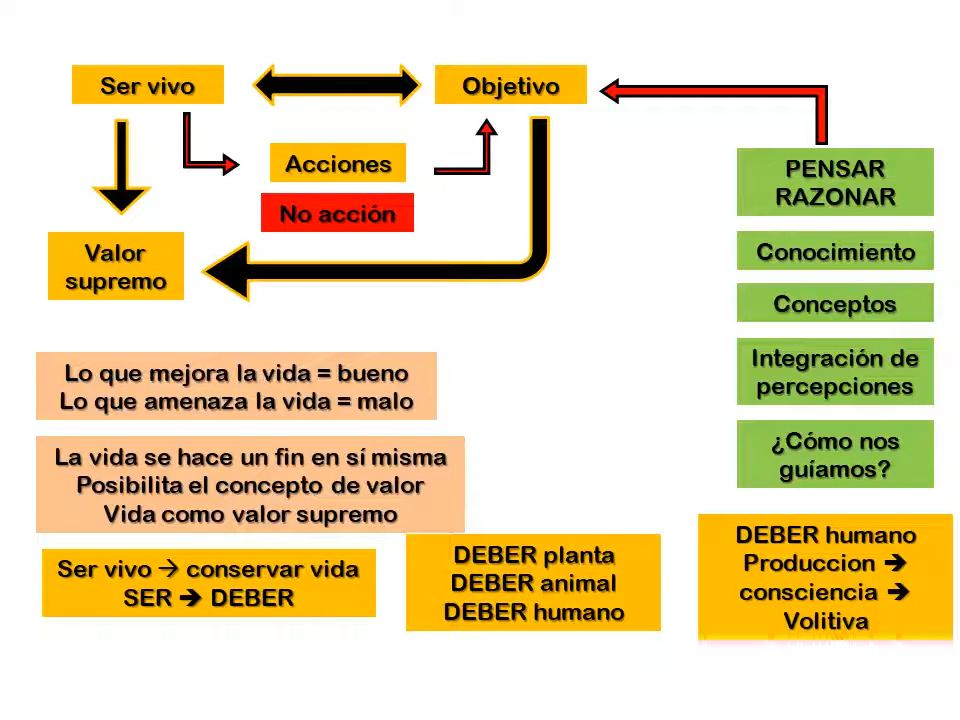 Ser vivo
Objetivo
Acciones
No acción
Valor
supremo
PENSAR
RAZONAR
Conocimiento
Conceptos
Integración de
percepciones
¿Cómo nos
guíamos?
Lo que mejora la vida = bueno
Lo que amenaza la vida = malo
La vida se hace un fin en sí misma
Posibilita el concepto de valor
Vida como valor supremo
Ser vivo → conservar vida
SER ➔ DEBER
DEBER planta
DEBER animal
DEBER humano
DEBER humano
Produccion ➔
consciencia ➔
Volitiva